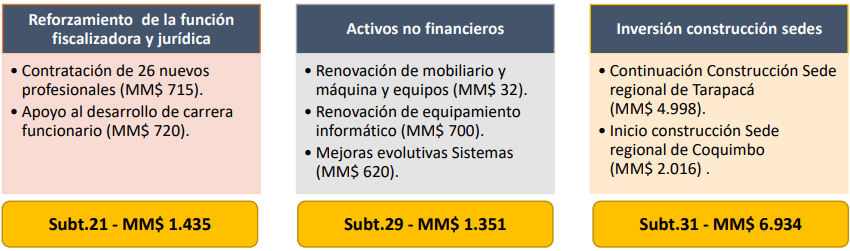 Reforzamiento de la función
fiscalizadora y jurídica
• Contratación de 26 nuevos
profesionales (MM$ 715).
• Apoyo al desarrollo de carrera
funcionario (MM$ 720).
Subt.21 - MM$ 1.435
Activos no financieros
• Renovación de mobiliario y
máquina y equipos (MM$ 32).
• Renovación de equipamiento
informático (MM$ 700).
• Mejoras evolutivas Sistemas
(MM$ 620).
Subt.29 - MM$ 1.351
Inversión construcción sedes
• Continuación Construcción Sede
regional de Tarapacá
(MM$ 4.998).
• Inicio construcción Sede
regional de Coquimbo
(MM$ 2.016) .
Subt.31 - MM$ 6.934